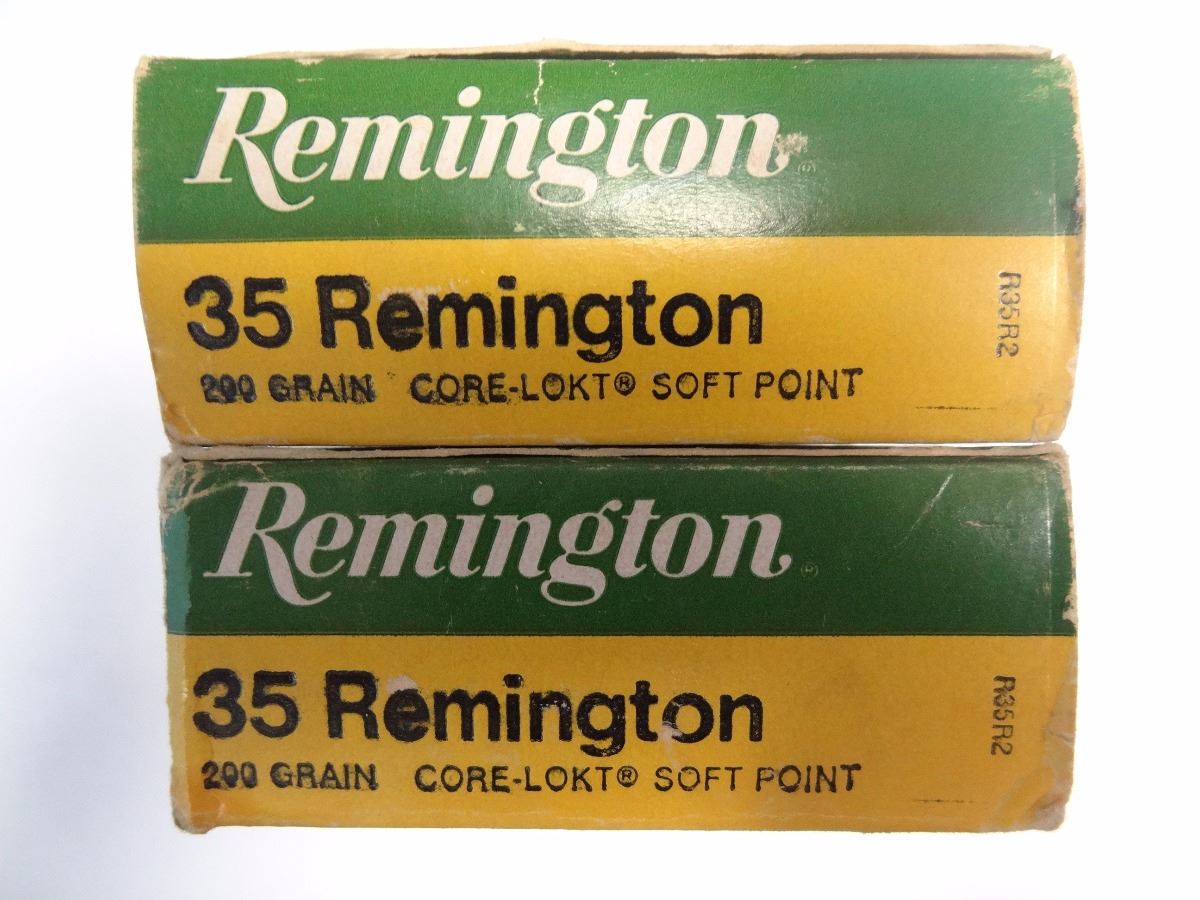 Remington®
35 Remington
200 GRAIN CORE-LOKT® SOFT POINT
R35R2
Remington®
35 Remington
200 GRAIN CORE-LOKT® SOFT POINT
R35R2